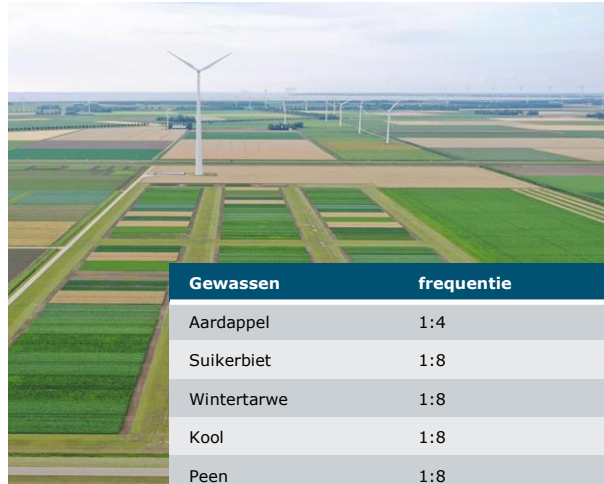 Gewassen frequentie
Aardappel 1:4
Suikerbiet 1:8
Wintertarwe 1:8
Kool 1:8
Peen 1:8